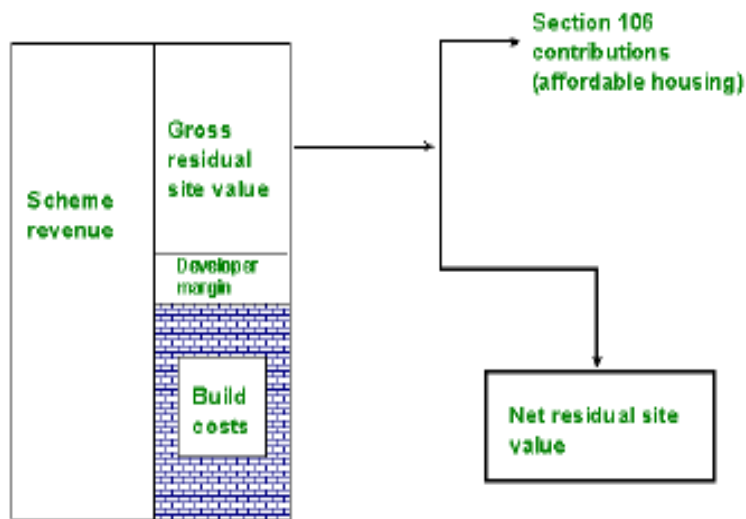 Section 106
contributions
(affordable housing)
Gross
residual
site value
Scheme
revenue
Developer
margin
Build
costs
Net residual site
value